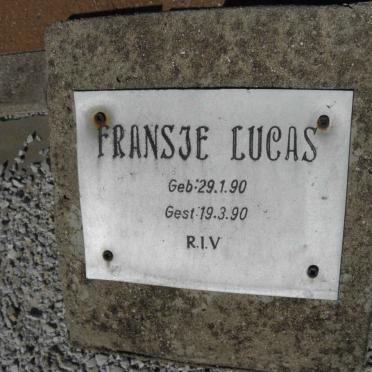 FRANSJE LUCAS
Geb:29.1.90
Gest:19.3.90
R.I.V